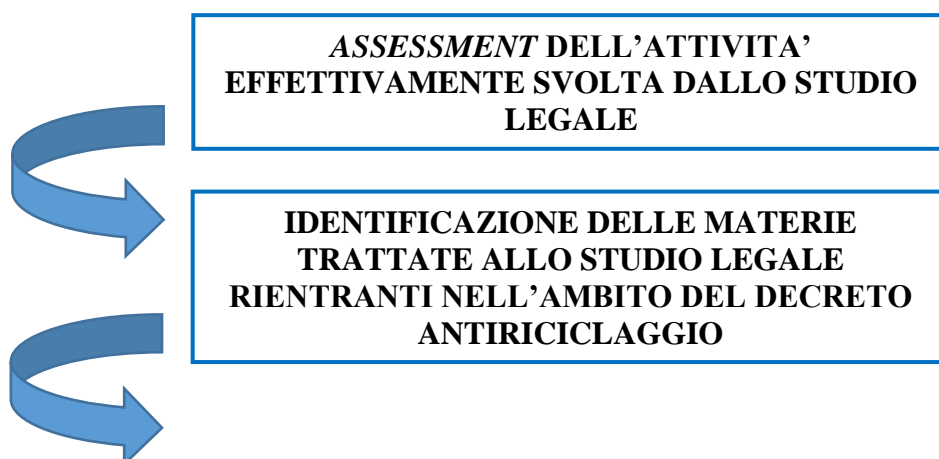 ASSESSMENT DELL’ATTIVITA’
EFFETTIVAMENTE SVOLTA DALLO STUDIO
LEGALE
IDENTIFICAZIONE DELLE MATERIE
TRATTATE ALLO STUDIO LEGALE
RIENTRANTI NELL’AMBITO DEL DECRETO
ANTIRICICLAGGIO